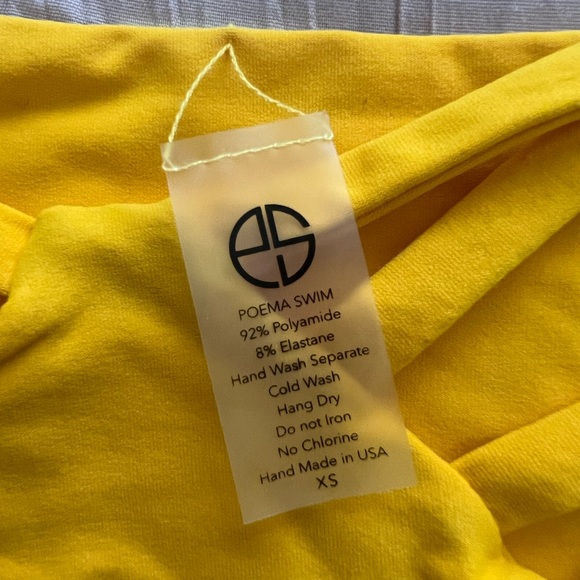 PS
POEMA SWIM
92% Polyamide
8% Elastane
Hand Wash Separate
Cold Wash
Hang Dry
Do not Iron
No Chlorine
Hand Made in USA
XS